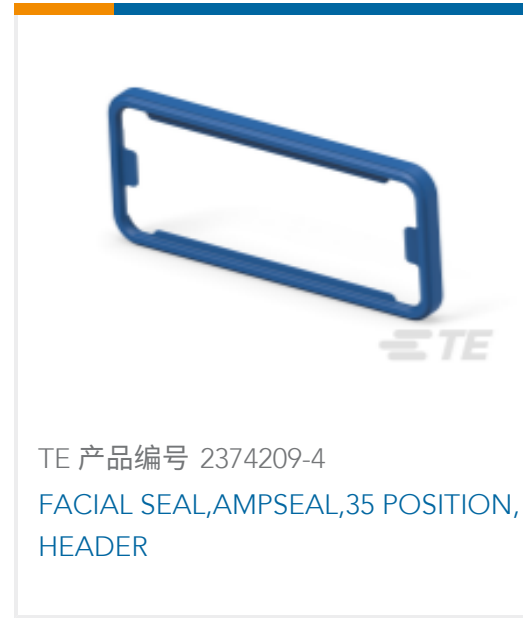 TE
TE 产品编号 2374209-4
FACIAL SEAL,AMPSEAL,35 POSITION,
HEADER